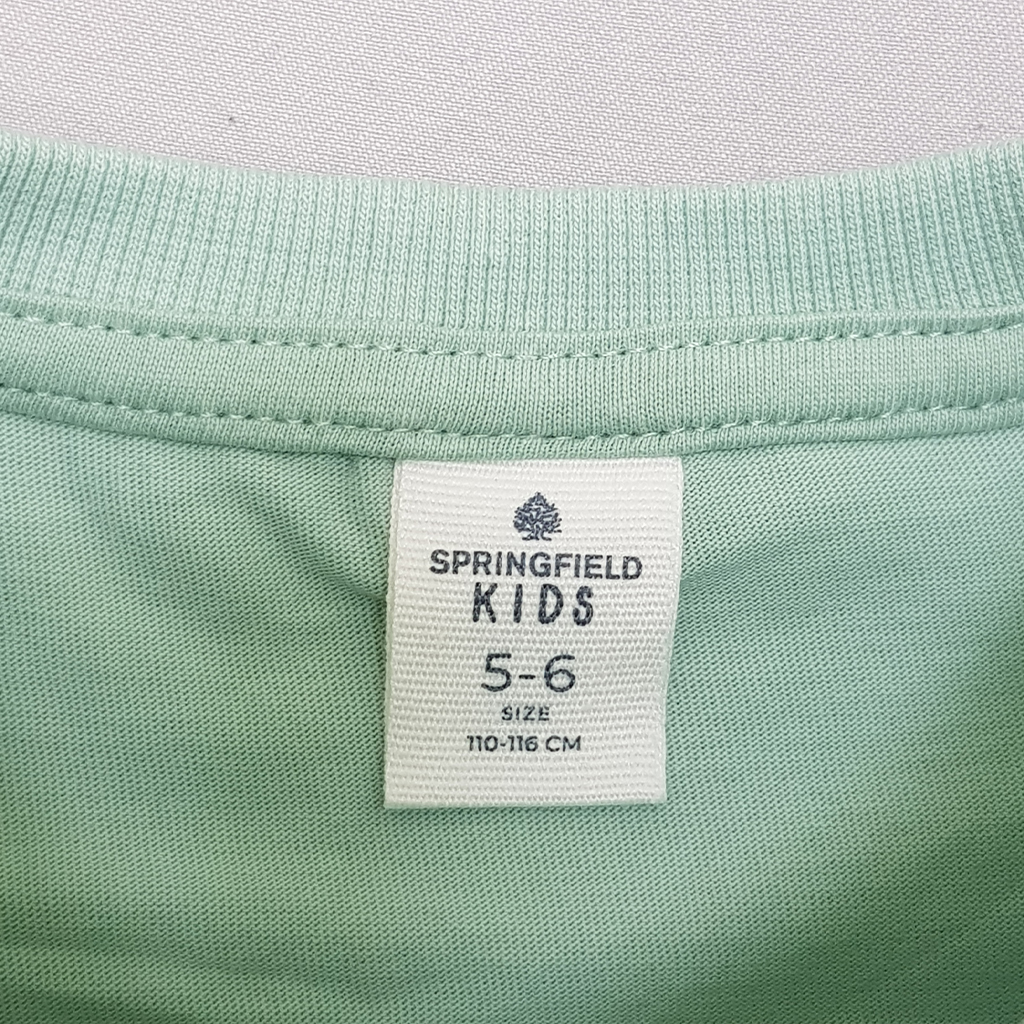 SPRINGFIELD
KIDS
5-6
SIZE
110-116 CM